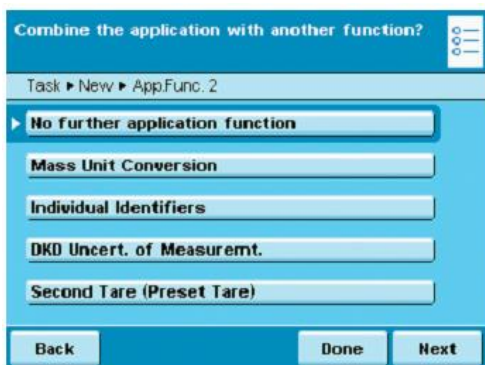 Combine the application with another function?
Task ▸ New ▸ App.Func. 2
No further application function
Mass Unit Conversion
Individual Identifiers
DKD Uncert. of Measuremt.
Second Tare (Preset Tare)
Back Done Next